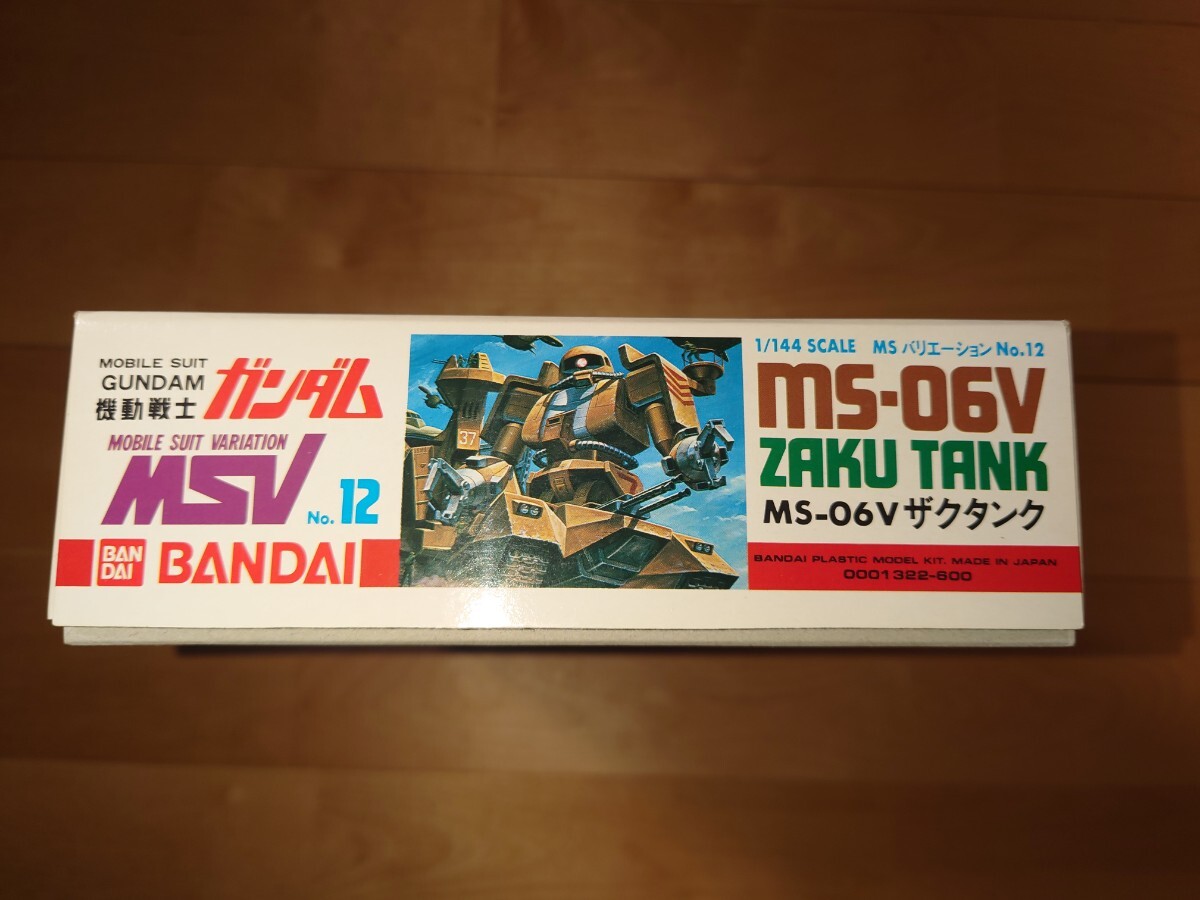 MOBILE SUIT
GUNDAM
機動戦士
ガンダム
MOBILE SUIT VARIATION
MSV
No. 12
BAN
DAI
BANDAI
37
1/144 SCALE MS バリエーション No.12
MS-06V
ZAKU TANK
MS-06V ザクタンク
BANDAI PLASTIC MODEL KIT. MADE IN JAPAN
0001322-600